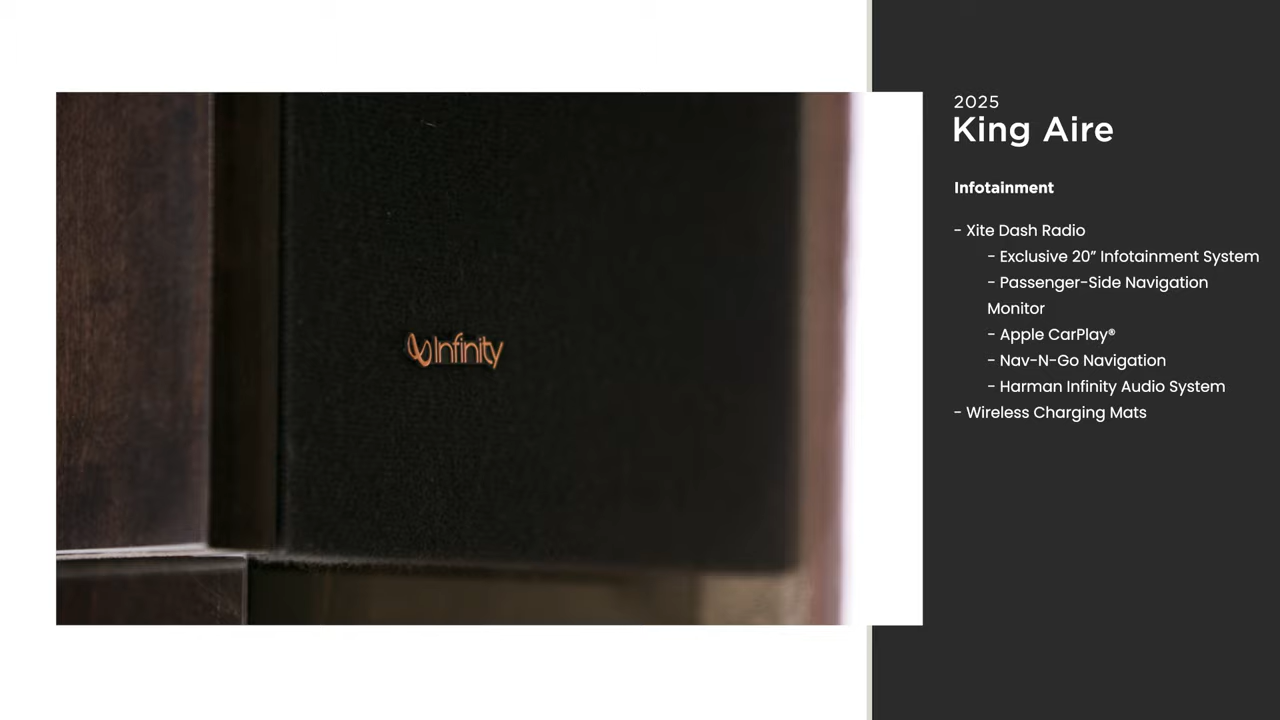 Infinity
2025
King Aire
Infotainment
- Xite Dash Radio
- Exclusive 20” Infotainment System
- Passenger-Side Navigation
Monitor
- Apple CarPlay®
- Nav-N-Go Navigation
- Harman Infinity Audio System
- Wireless Charging Mats